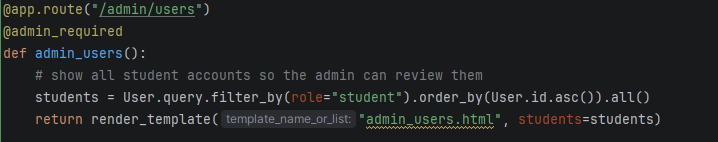 @app.route("/admin/users")
@admin_required
def admin_users():
    # show all student accounts so the admin can review them
    students = User.query.filter_by(role="student").order_by(User.id.asc()).all()
    return render_template( template_name_or_list: "admin_users.html", students=students)